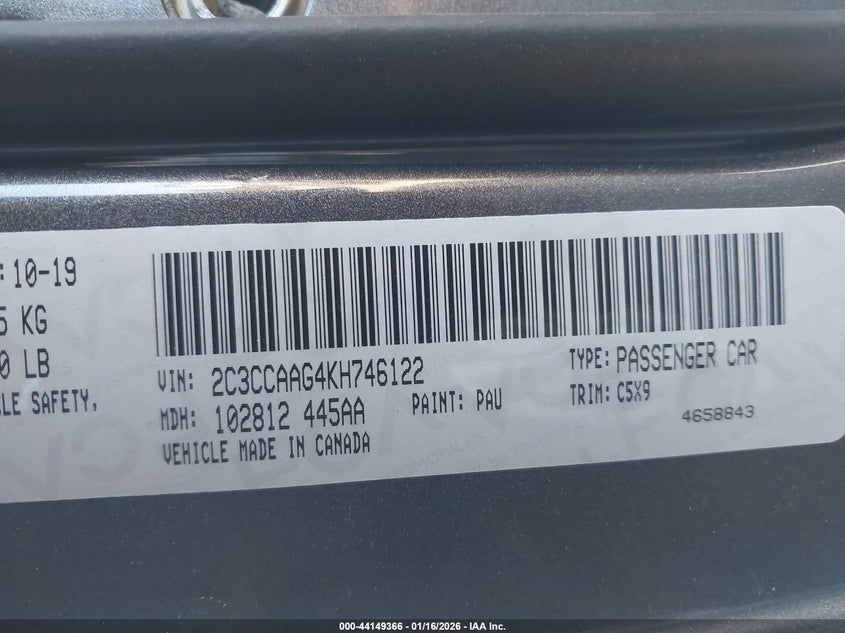 : 10-19
5 KG
0 LB
LE SAFETY,
VIN: 2C3CCAAG4KH746122
TYPE: PASSENGER CAR
MDH: 102812 445AA
PAINT: PAU
TRIM: C5X9
VEHICLE MADE IN CANADA
4658843
000-44149366 - 01/16/2026 - IAA Inc.